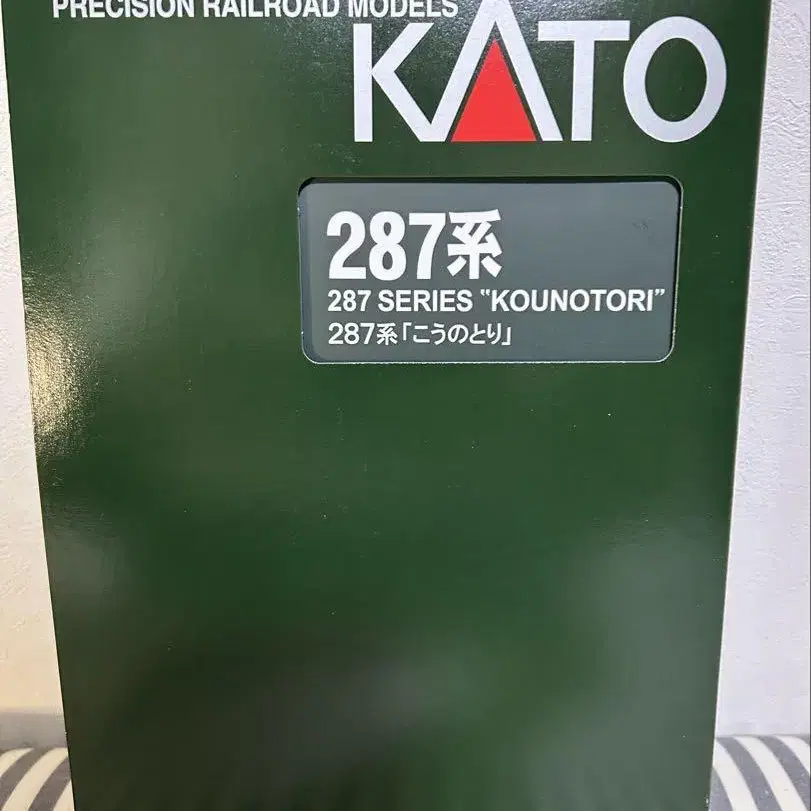 PRECISION RAILROAD MODELS
KATO
287系
287 SERIES "KOUNOTORI"
287系「こうのとり」